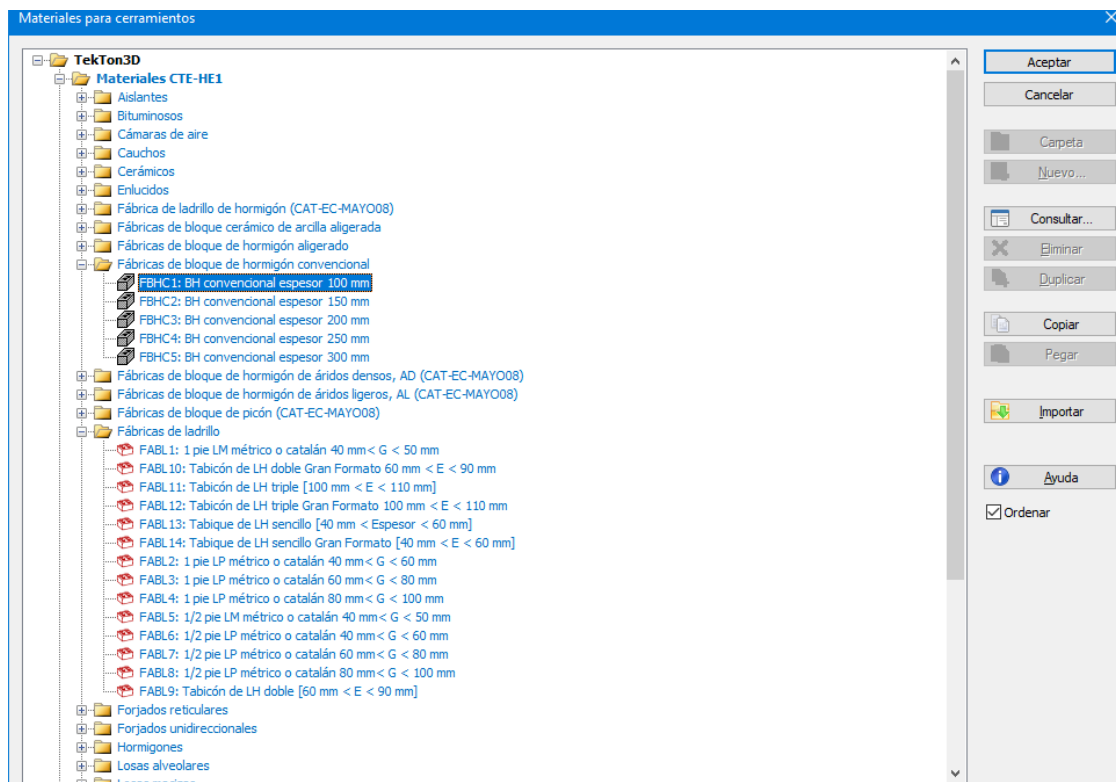 Materiales para cerramientos
TekTon3D
Materiales CTE-HE1
Aislantes
Bituminosos
Cámaras de aire
Cauchos
Cerámicos
Enlucidos
Fábrica de ladrillo de hormigón (CAT-EC-MAYO08)
Fábricas de bloque cerámico de arcilla aligerada
Fábricas de bloque de hormigón aligerado
Fábricas de bloque de hormigón convencional
FBHC1: BH convencional espesor 100 mm
FBHC2: BH convencional espesor 150 mm
FBHC3: BH convencional espesor 200 mm
FBHC4: BH convencional espesor 250 mm
FBHC5: BH convencional espesor 300 mm
Fábricas de bloque de hormigón de áridos densos, AD (CAT-EC-MAYO08)
Fábricas de bloque de hormigón de áridos ligeros, AL (CAT-EC-MAYO08)
Fábricas de bloque de picón (CAT-EC-MAYO08)
Fábricas de ladrillo
FABL1: 1 pie LM métrico o catalán 40 mm< G < 50 mm
FABL10: Tabicón de LH doble Gran Formato 60 mm < E < 90 mm
FABL11: Tabicón de LH triple [100 mm < E < 110 mm]
FABL12: Tabicón de LH triple Gran Formato 100 mm < E < 110 mm
FABL13: Tabique de LH sencillo [40 mm < Espesor < 60 mm]
FABL14: Tabique de LH sencillo Gran Formato [40 mm < E < 60 mm]
FABL2: 1 pie LP métrico o catalán 40 mm< G < 60 mm
FABL3: 1 pie LP métrico o catalán 60 mm< G < 80 mm
FABL4: 1 pie LP métrico o catalán 80 mm< G < 100 mm
FABL5: 1/2 pie LM métrico o catalán 40 mm< G < 50 mm
FABL6: 1/2 pie LP métrico o catalán 40 mm< G < 60 mm
FABL7: 1/2 pie LP métrico o catalán 60 mm< G < 80 mm
FABL8: 1/2 pie LP métrico o catalán 80 mm< G < 100 mm
FABL9: Tabicón de LH doble [60 mm < E < 90 mm]
Forjados reticulares
Forjados unidireccionales
Hormigones
Losas alveolares
Aceptar
Cancelar
Carpeta
Nuevo...
Consultar...
Eliminar
Duplicar
Copiar
Pegar
Importar
Ayuda
Ordenar